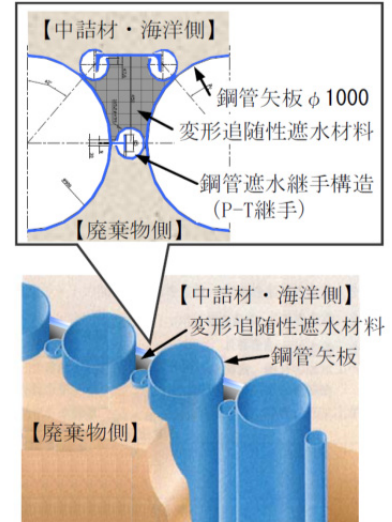 【中詰材・海洋側】
鋼管矢板φ1000
変形追随性遮水材料
鋼管遮水継手構造
(P-T継手)
【廃棄物側】
【中詰材・海洋側】
変形追随性遮水材料
鋼管矢板
【廃棄物側】